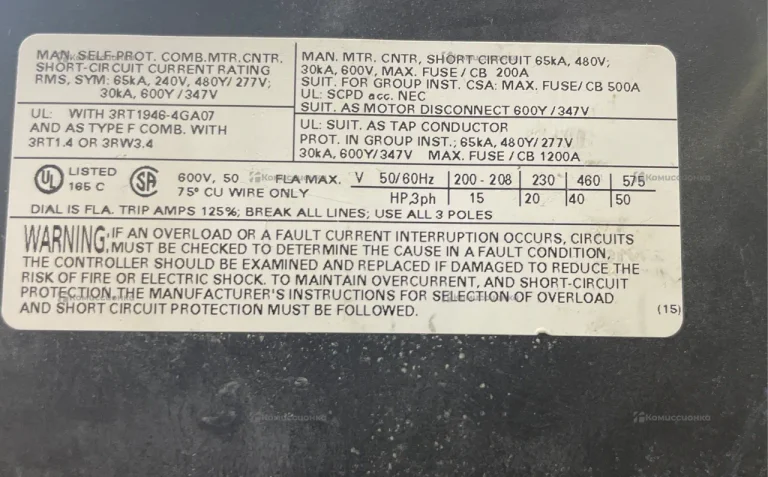 MAN. SELF-PROT. COMB.MTR.CNTR.
SHORT-CIRCUIT CURRENT RATING
RMS, SYM: 65kA, 240V, 480Y/ 277V;
30kA, 600Y / 347V
MAN. MTR. CNTR, SHORT CIRCUIT 65kA, 480V;
30kA, 600V, MAX. FUSE / CB 200A
SUIT. FOR GROUP INST. CSA: MAX. FUSE/ CB 500A
UL: SCPD acc. NEC
SUIT. AS MOTOR DISCONNECT 600Y / 347V
UL: WITH 3RT1946-4GA07
AND AS TYPE F COMB. WITH
3RT1.4 OR 3RW3.4
UL: SUIT. AS TAP CONDUCTOR
PROT. IN GROUP INST.; 65kA, 480Y/277V
30kA, 600Y/347V MAX. FUSE / CB 1200A
UL LISTED
165 C
SA
600V, 50 FLA MAX.
75° CU WIRE ONLY
V 50/60Hz 200 - 208 230 460 575
HP,3ph 15 20 40 50
DIAL IS FLA. TRIP AMPS 125%; BREAK ALL LINES; USE ALL 3 POLES
WARNING: IF AN OVERLOAD OR A FAULT CURRENT INTERRUPTION OCCURS, CIRCUITS
MUST BE CHECKED TO DETERMINE THE CAUSE IN A FAULT CONDITION,
THE CONTROLLER SHOULD BE EXAMINED AND REPLACED IF DAMAGED TO REDUCE THE
RISK OF FIRE OR ELECTRIC SHOCK. TO MAINTAIN OVERCURRENT, AND SHORT-CIRCUIT
PROTECTION THE MANUFACTURER'S INSTRUCTIONS FOR SELECTION OF OVERLOAD
AND SHORT CIRCUIT PROTECTION MUST BE FOLLOWED.
(15)
Комиссионко
Комиссионко